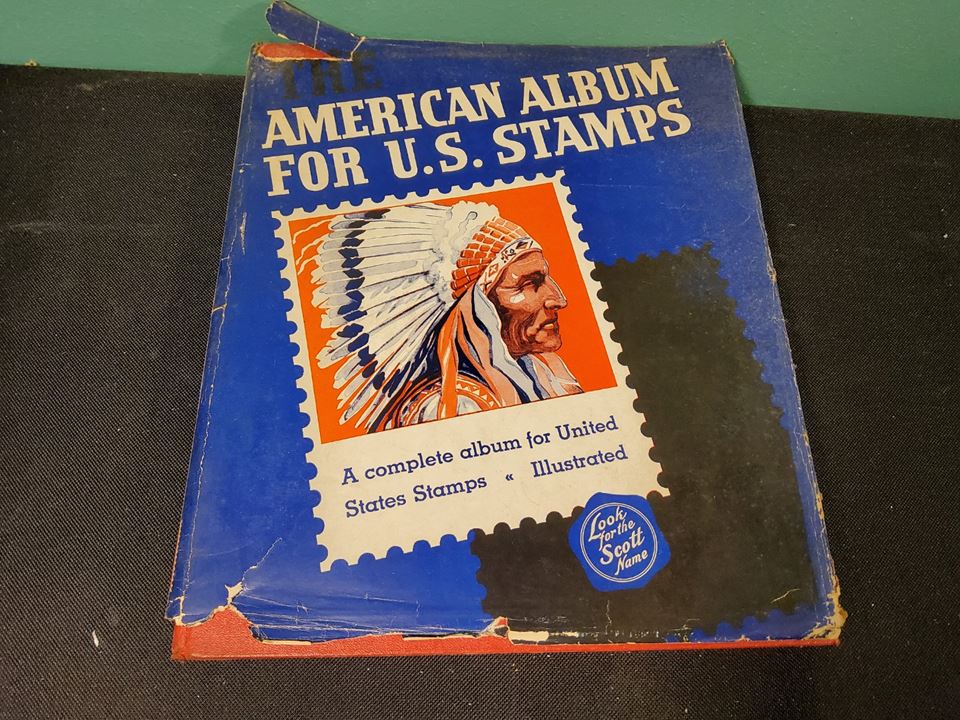 THE
AMERICAN ALBUM
FOR U.S. STAMPS
A complete album for United
States Stamps « Illustrated
Look
for the
Scott
Name